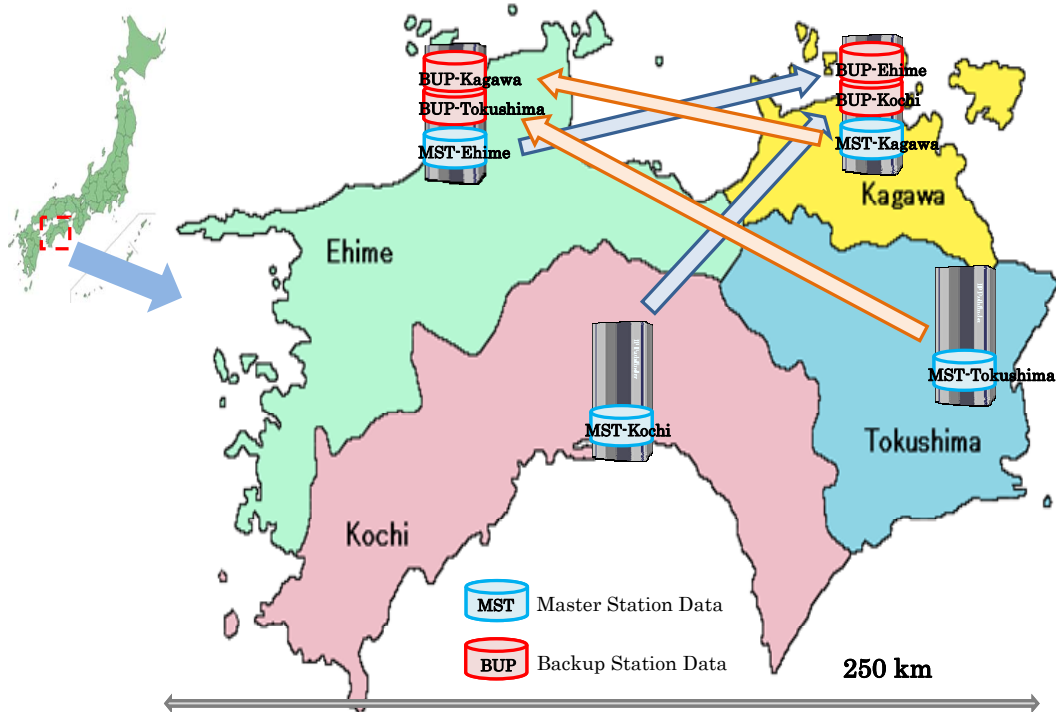 BUP-Kagawa
BUP-Tokushima
MST-Ehime
BUP-Ehime
BUP-Kochi
MST-Kagawa
Kagawa
Ehime
MST-Tokushima
MST-Kochi
Tokushima
Kochi
MST Master Station Data
BUP Backup Station Data
250 km